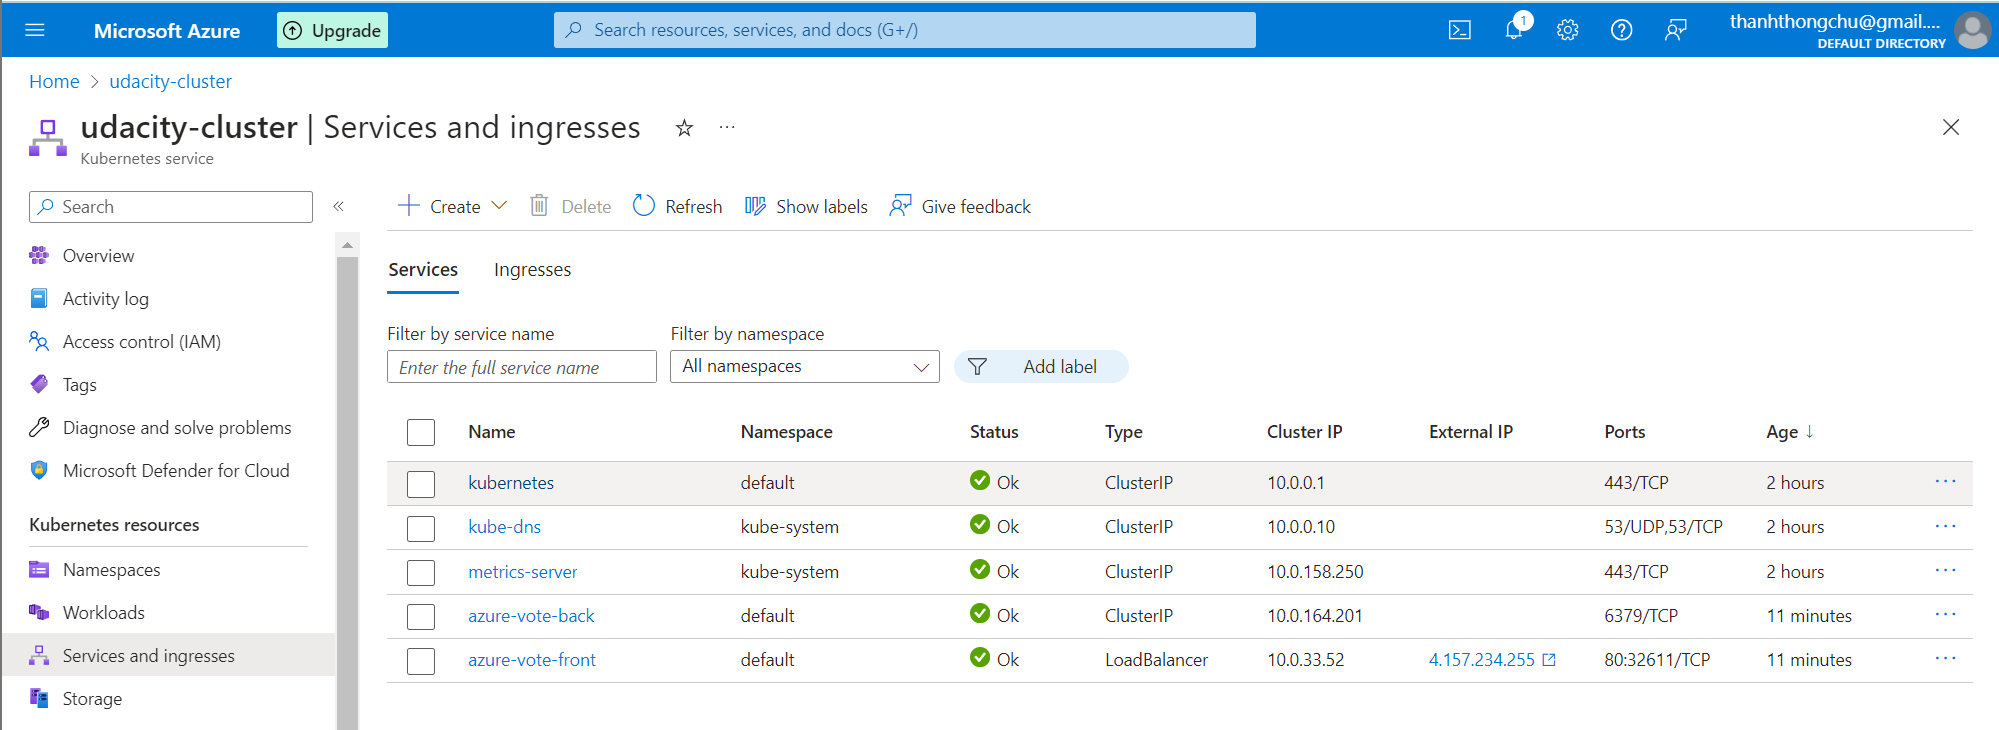 Microsoft Azure Upgrade Search resources, services, and docs (G+/) 1 thanhthongchu@gmail....
DEFAULT DIRECTORY
Home > udacity-cluster
udacity-cluster | Services and ingresses
Kubernetes service
Search
Create Delete Refresh Show labels Give feedback
Overview
Activity log
Access control (IAM)
Tags
Diagnose and solve problems
Microsoft Defender for Cloud
Kubernetes resources
Namespaces
Workloads
Services and ingresses
Storage
Services Ingresses
Filter by service name Filter by namespace
Enter the full service name All namespaces Add label
Name Namespace Status Type Cluster IP External IP Ports Age ↓
kubernetes default Ok ClusterIP 10.0.0.1 443/TCP 2 hours
kube-dns kube-system Ok ClusterIP 10.0.0.10 53/UDP,53/TCP 2 hours
metrics-server kube-system Ok ClusterIP 10.0.158.250 443/TCP 2 hours
azure-vote-back default Ok ClusterIP 10.0.164.201 6379/TCP 11 minutes
azure-vote-front default Ok LoadBalancer 10.0.33.52 4.157.234.255 80:32611/TCP 11 minutes